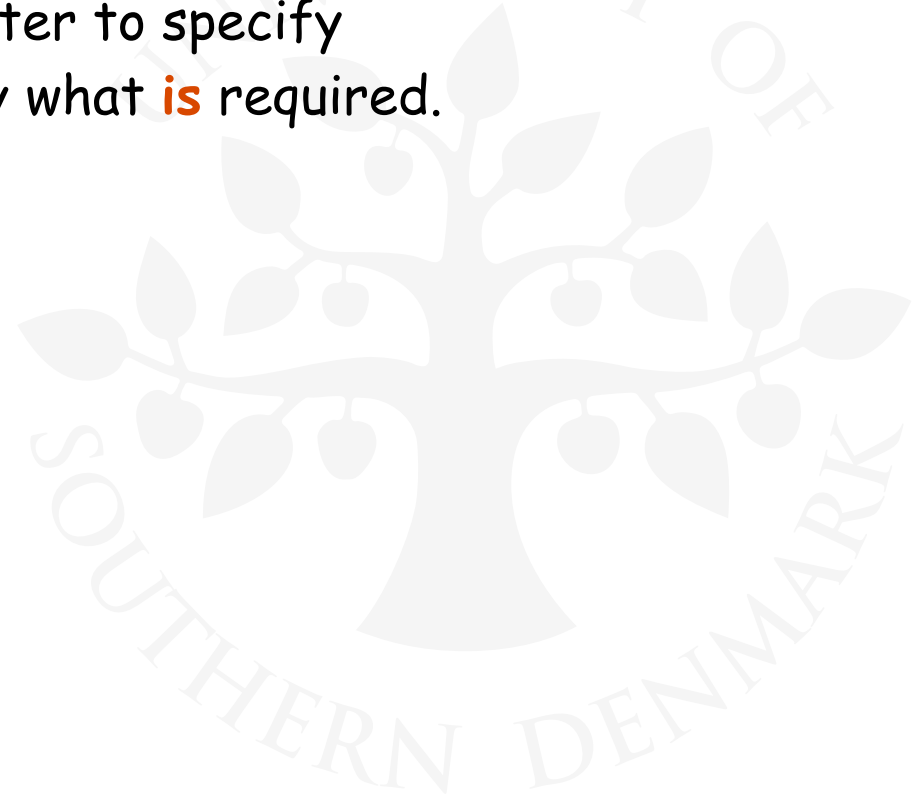 ter to specify
what is required.
OF
SOUTHERN DENMARK